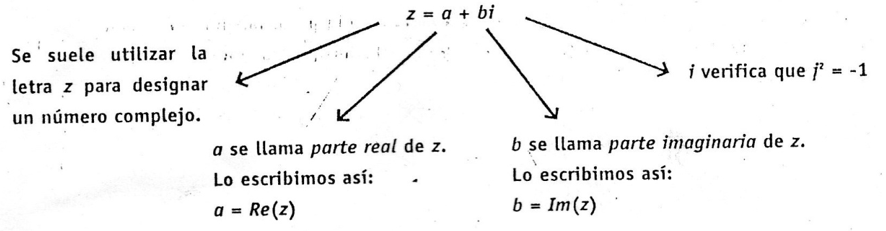 z = a + bi
Se suele utilizar la
letra z para designar
un número complejo.
i verifica que i² = -1
a se llama parte real de z.
Lo escribimos así:
a = Re(z)
b se llama parte imaginaria de z.
Lo escribimos así:
b = Im(z)